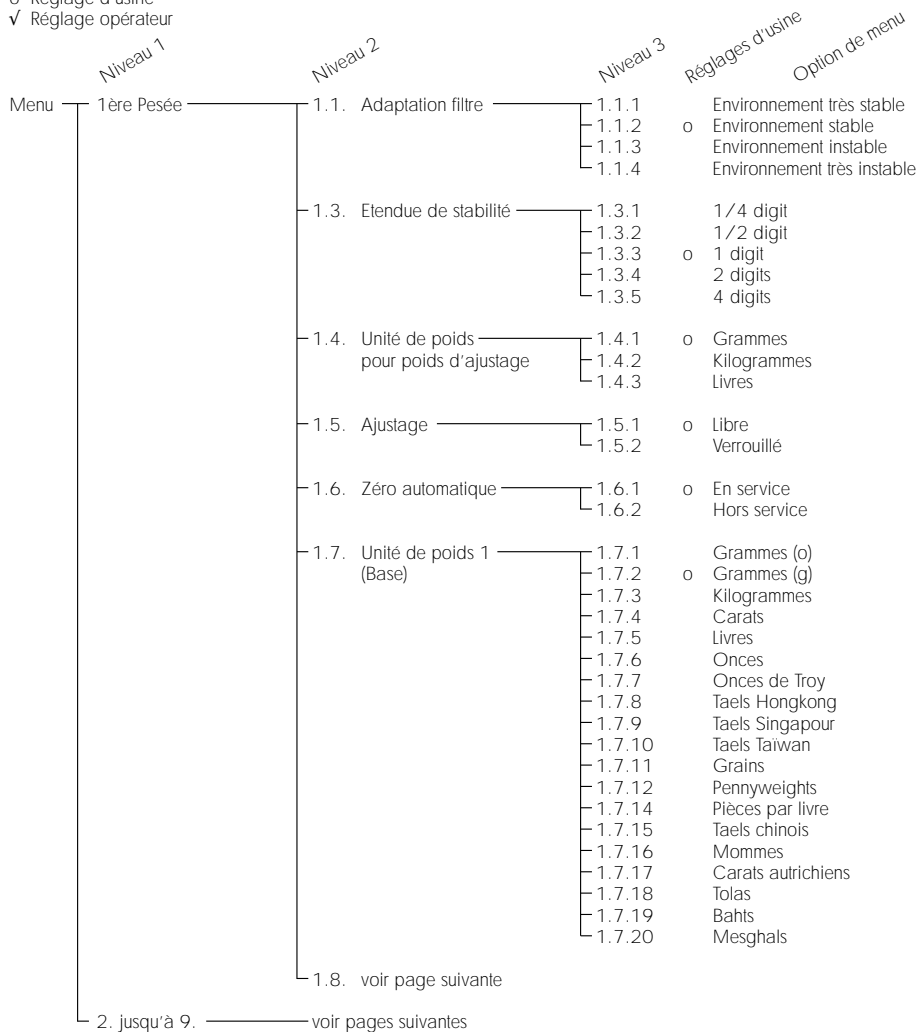 o Réglage d'usine
√ Réglage opérateur
Niveau 1 Niveau 2 Niveau 3 Réglages d'usine Option de menu
Menu 1ère Pesée 1.1. Adaptation filtre 1.1.1 Environnement très stable
1.1.2 o Environnement stable
1.1.3 Environnement instable
1.1.4 Environnement très instable
1.3. Etendue de stabilité 1.3.1 1/4 digit
1.3.2 1/2 digit
1.3.3 o 1 digit
1.3.4 2 digits
1.3.5 4 digits
1.4. Unité de poids 1.4.1 o Grammes
pour poids d'ajustage 1.4.2 Kilogrammes
1.4.3 Livres
1.5. Ajustage 1.5.1 o Libre
1.5.2 Verrouillé
1.6. Zéro automatique 1.6.1 o En service
1.6.2 Hors service
1.7. Unité de poids 1 1.7.1 Grammes (o)
(Base) 1.7.2 o Grammes (g)
1.7.3 Kilogrammes
1.7.4 Carats
1.7.5 Livres
1.7.6 Onces
1.7.7 Onces de Troy
1.7.8 Taels Hongkong
1.7.9 Taels Singapour
1.7.10 Taels Taïwan
1.7.11 Grains
1.7.12 Pennyweights
1.7.14 Pièces par livre
1.7.15 Taels chinois
1.7.16 Mommes
1.7.17 Carats autrichiens
1.7.18 Tolas
1.7.19 Bahts
1.7.20 Mesghals
1.8. voir page suivante
2. jusqu'à 9. voir pages suivantes